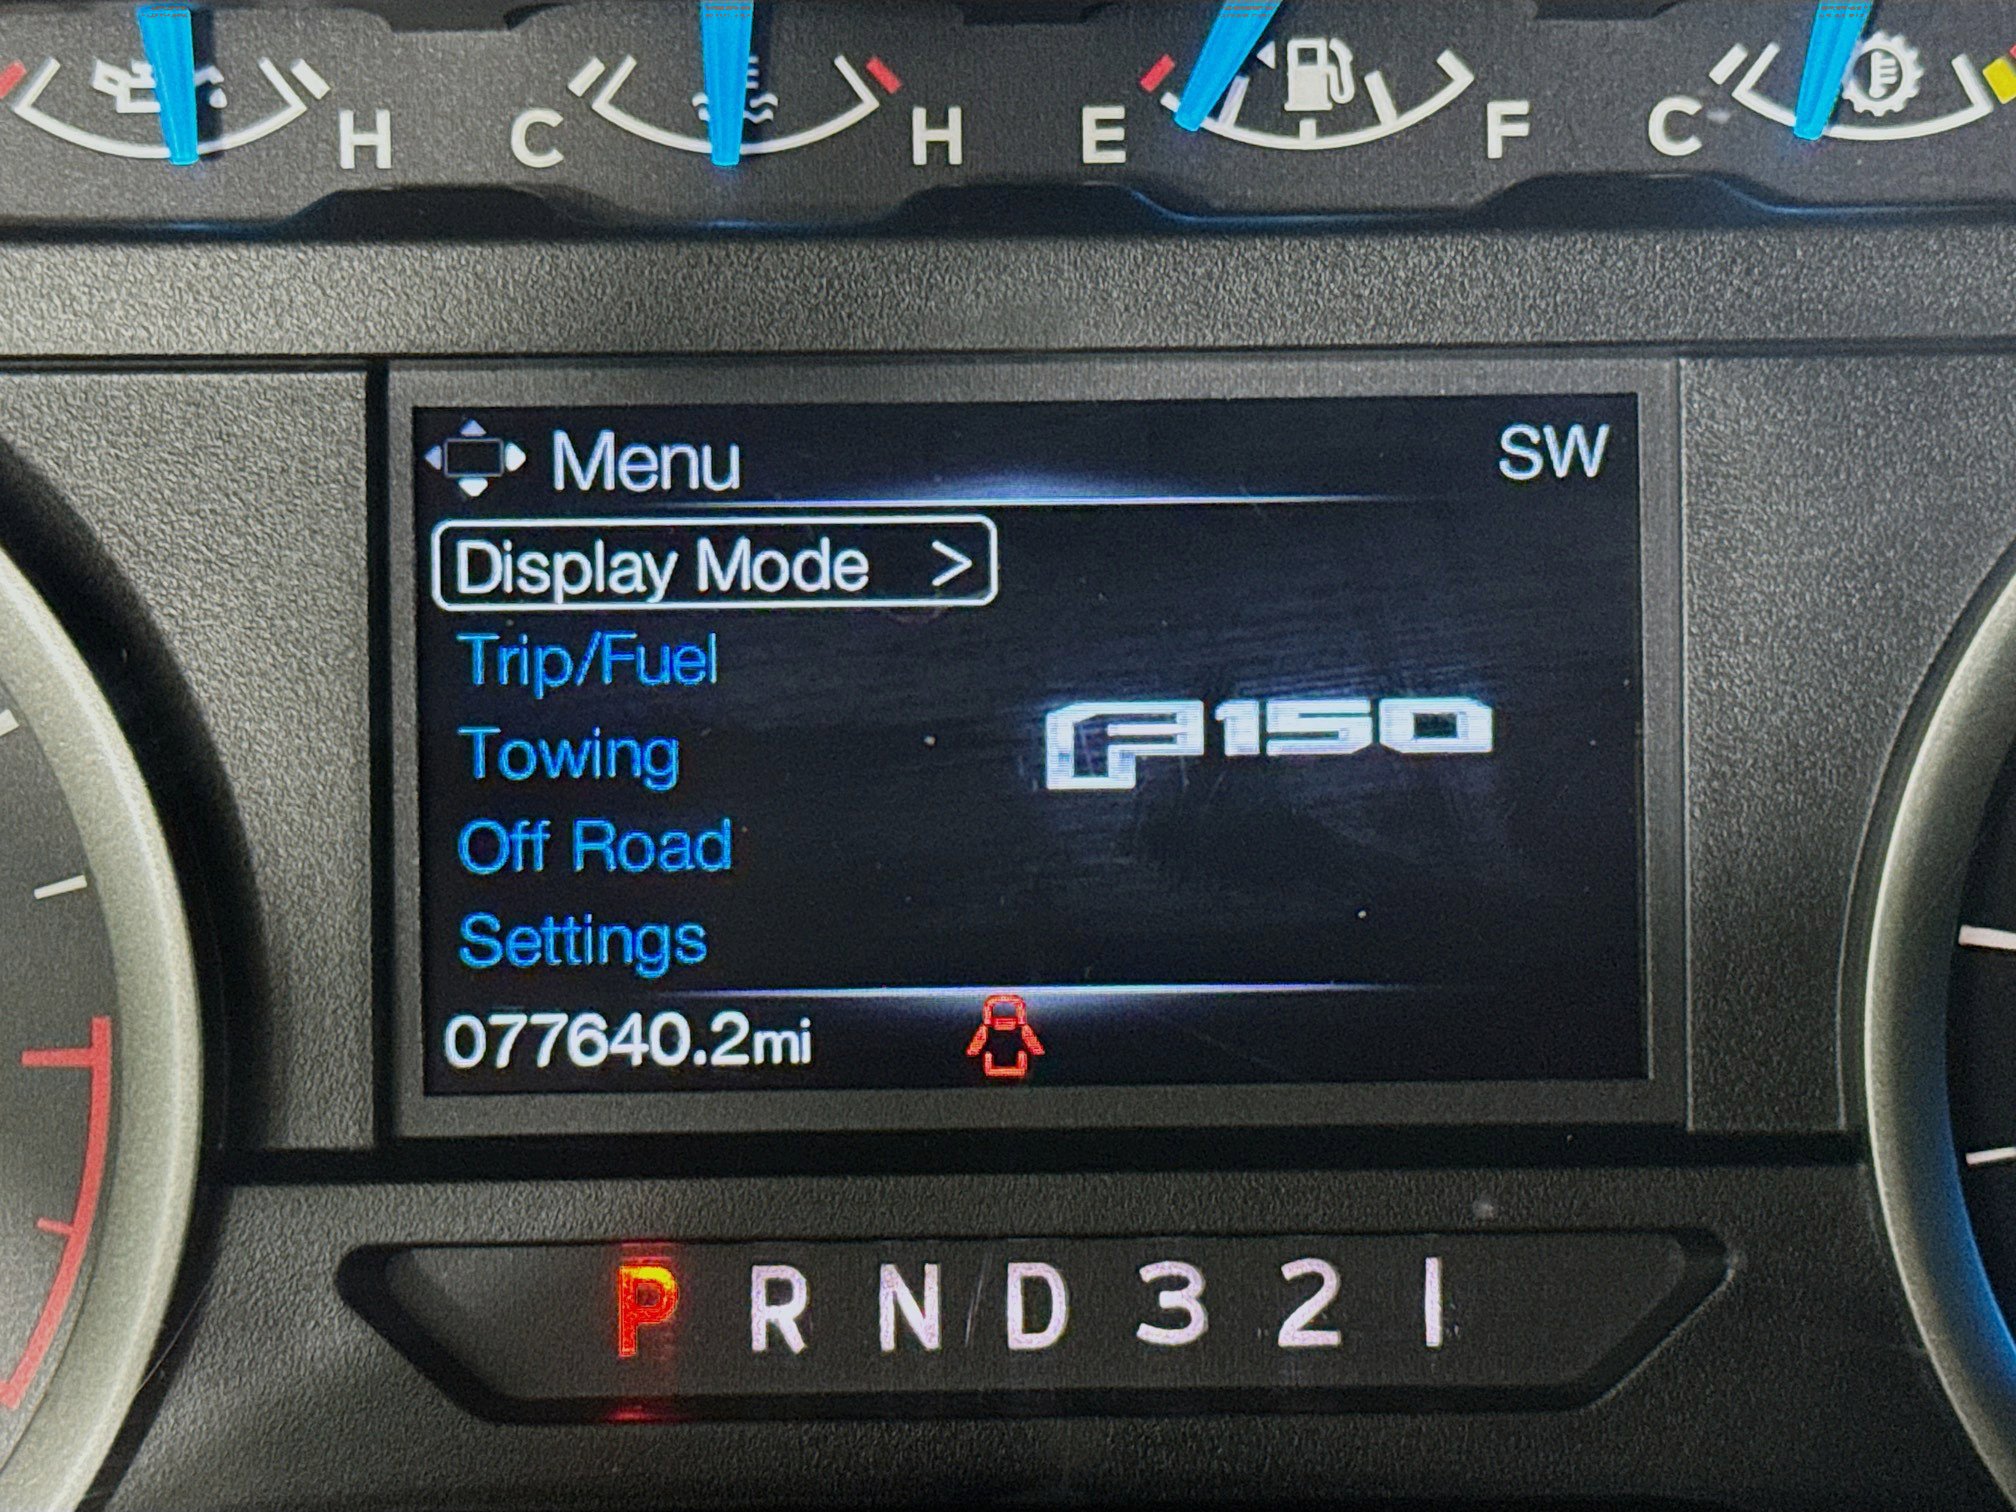 H C H E F C
Menu SW
Display Mode >
Trip/Fuel
F150
Towing
Off Road
Settings
077640.2mi
P R N D 3 2 1